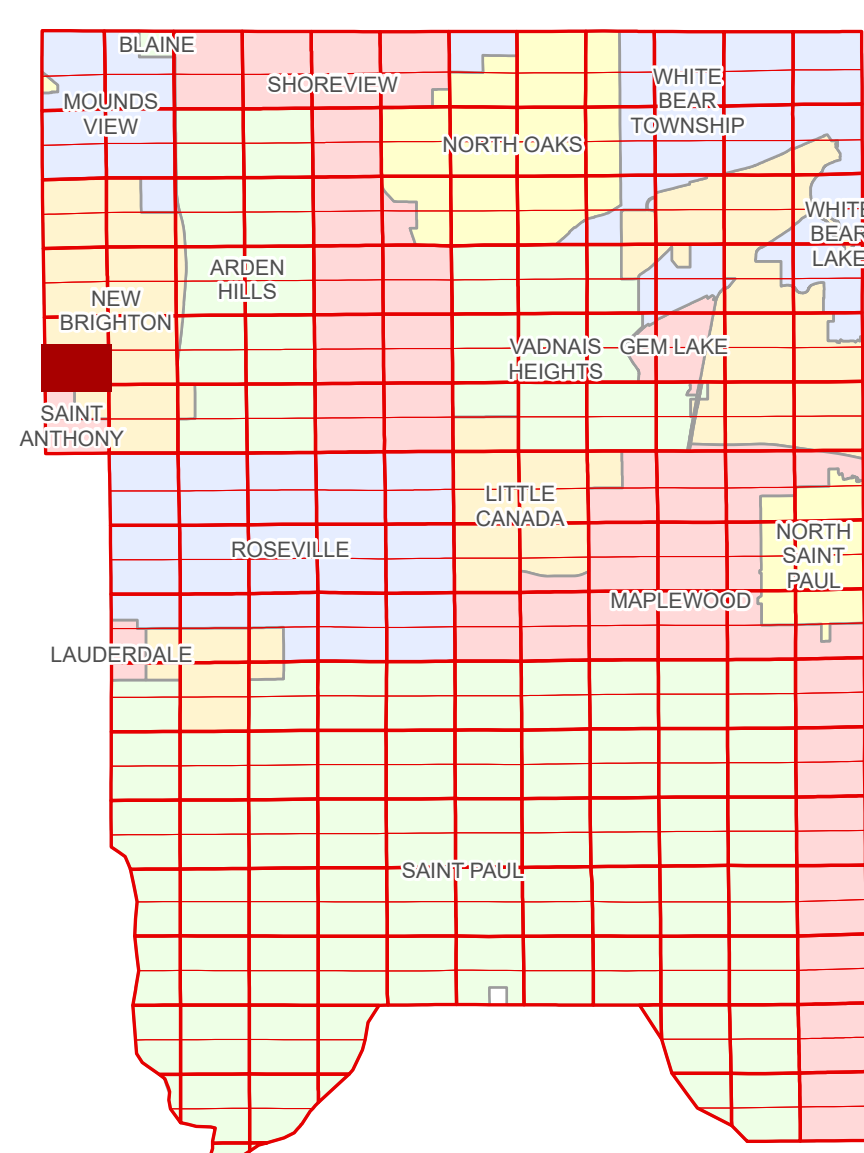 BLAINE
SHOREVIEW
WHITE
BEAR
TOWNSHIP
MOUNDS
VIEW
NORTH OAKS
WHITE
BEAR
LAKE
ARDEN
HILLS
NEW
BRIGHTON
VADNAIS
HEIGHTS
GEM LAKE
SAINT
ANTHONY
LITTLE
CANADA
NORTH
SAINT
PAUL
ROSEVILLE
MAPLEWOOD
LAUDERDALE
SAINT PAUL